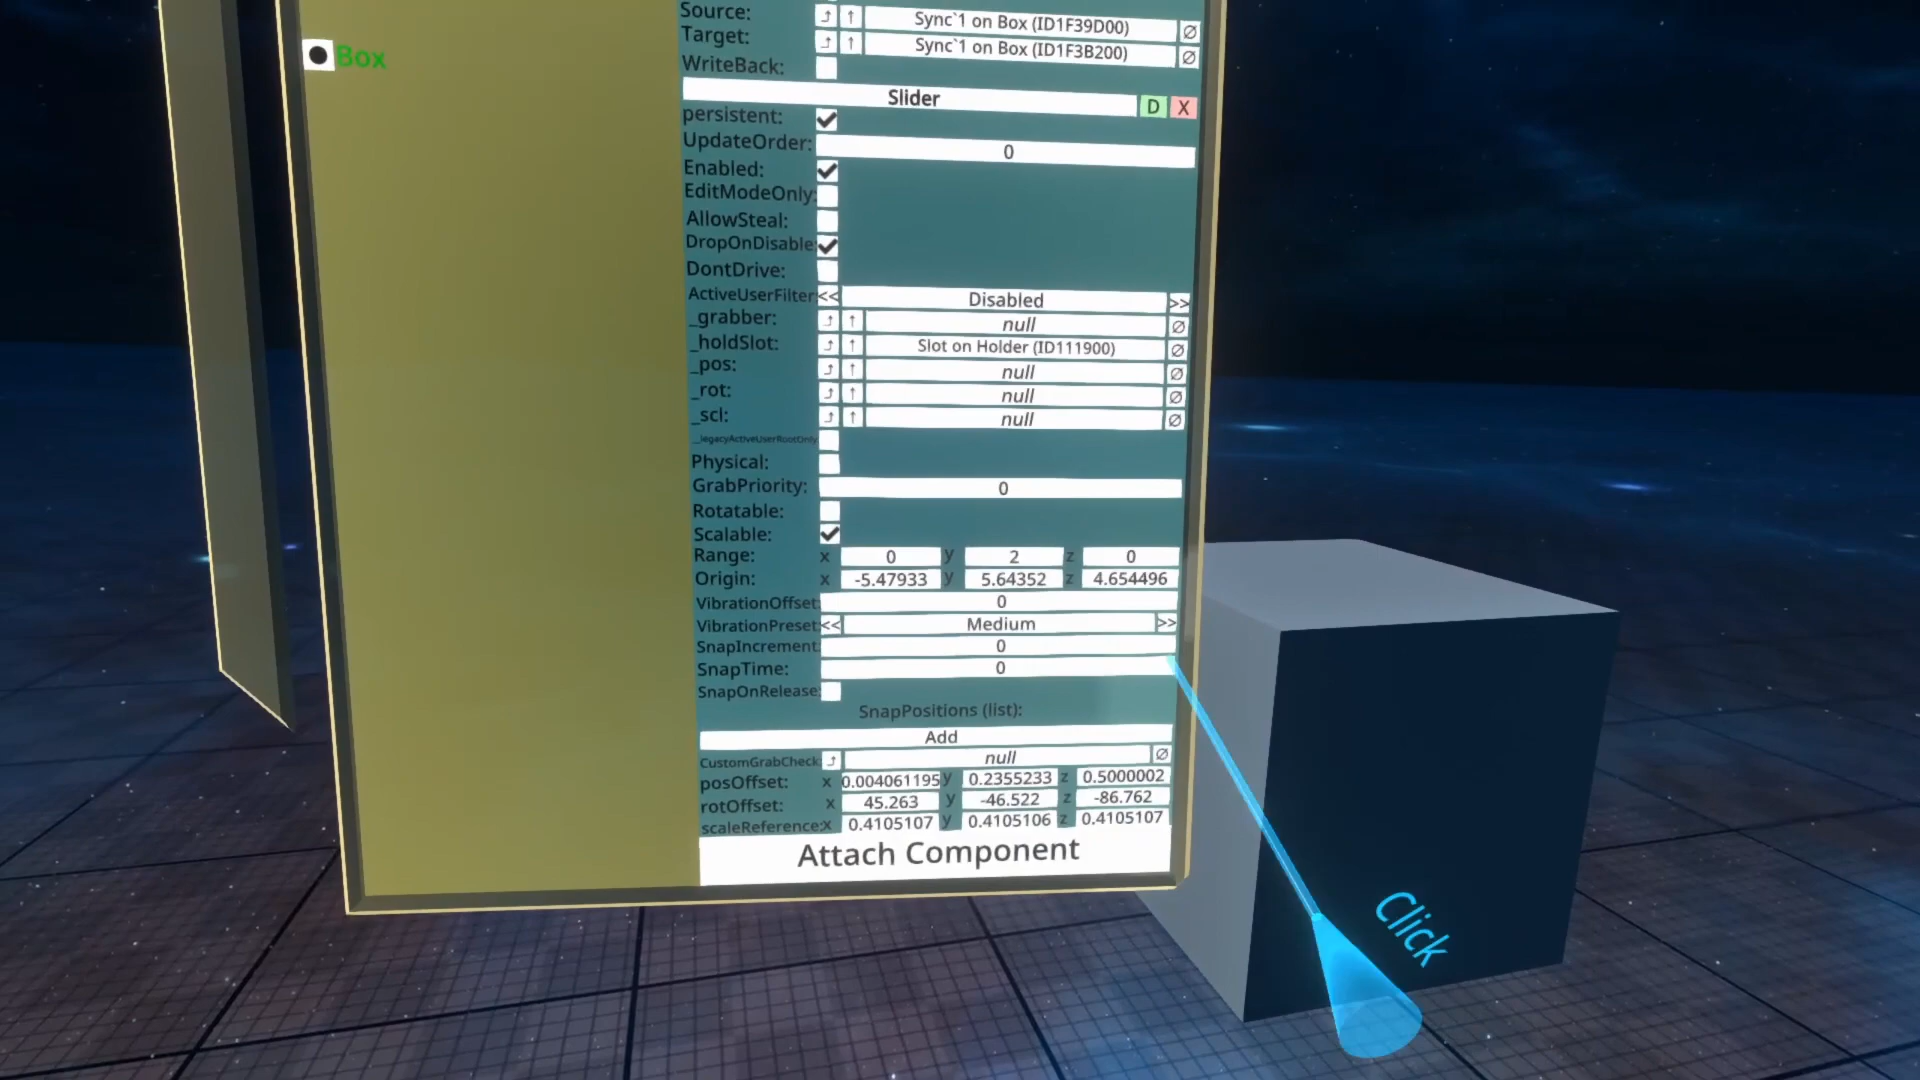 Box
Source: Sync`1 on Box (ID1F39D00) Ø
Target: Sync`1 on Box (ID1F3B200) Ø
WriteBack:
Slider D X
persistent:
UpdateOrder: 0
Enabled:
EditModeOnly:
AllowSteal:
DropOnDisable:
DontDrive:
ActiveUserFilter: << Disabled >>
_grabber: null Ø
_holdSlot: Slot on Holder (ID111900) Ø
_pos: null Ø
_rot: null Ø
_scl: null Ø
_legacyActiveUserRootOnly:
Physical:
GrabPriority: 0
Rotatable:
Scalable:
Range: x 0 y 2 z 0
Origin: x -5.47933 y 5.64352 z 4.654496
VibrationOffset: 0
VibrationPreset: << Medium >>
SnapIncrement: 0
SnapTime: 0
SnapOnRelease:
SnapPositions (list):
Add
CustomGrabCheck: null Ø
posOffset: x 0.004061195 y 0.2355233 z 0.5000002
rotOffset: x 45.263 y -46.522 z -86.762
scaleReference: x 0.4105107 y 0.4105106 z 0.4105107
Attach Component
Click